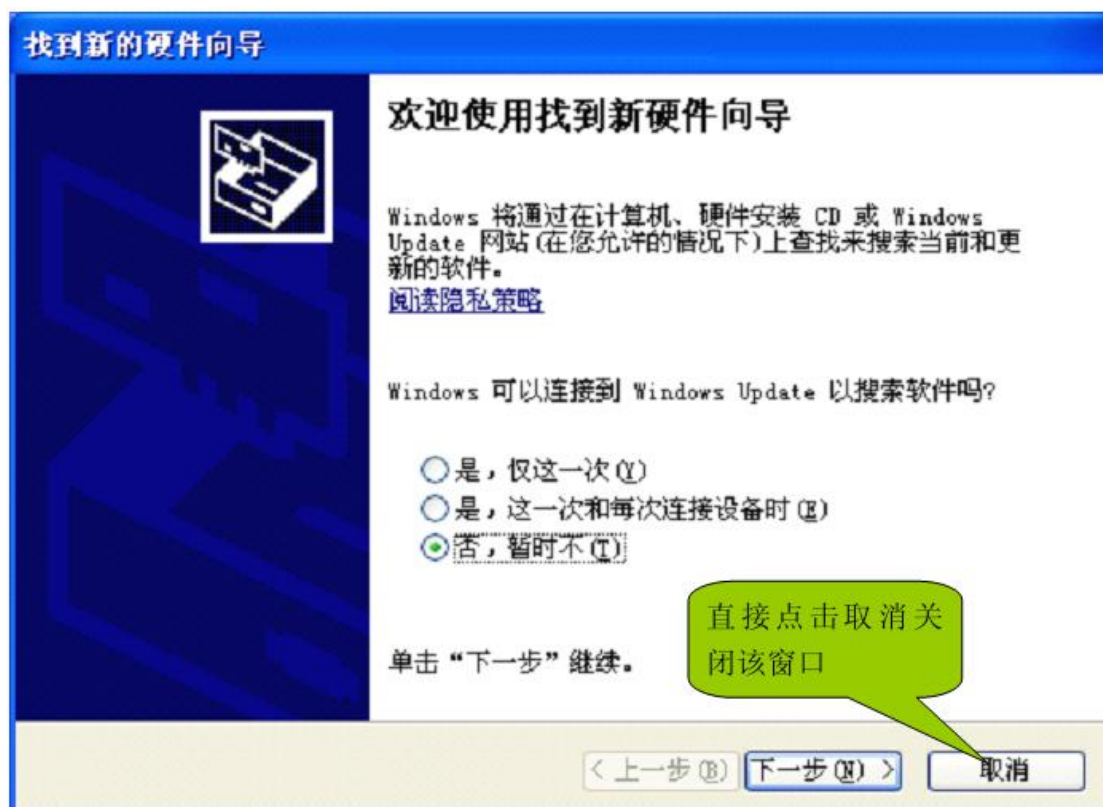 找到新的硬件向导
欢迎使用找到新硬件向导
Windows 将通过在计算机、硬件安装 CD 或 Windows
Update 网站(在您允许的情况下)上查找来搜索当前和更
新的软件。
阅读隐私策略
Windows 可以连接到 Windows Update 以搜索软件吗?
是，仅这一次(Y)
是，这一次和每次连接设备时(E)
否，暂时不(T)
直接点击取消关
闭该窗口
单击“下一步”继续。
< 上一步(B)
下一步(N) >
取消